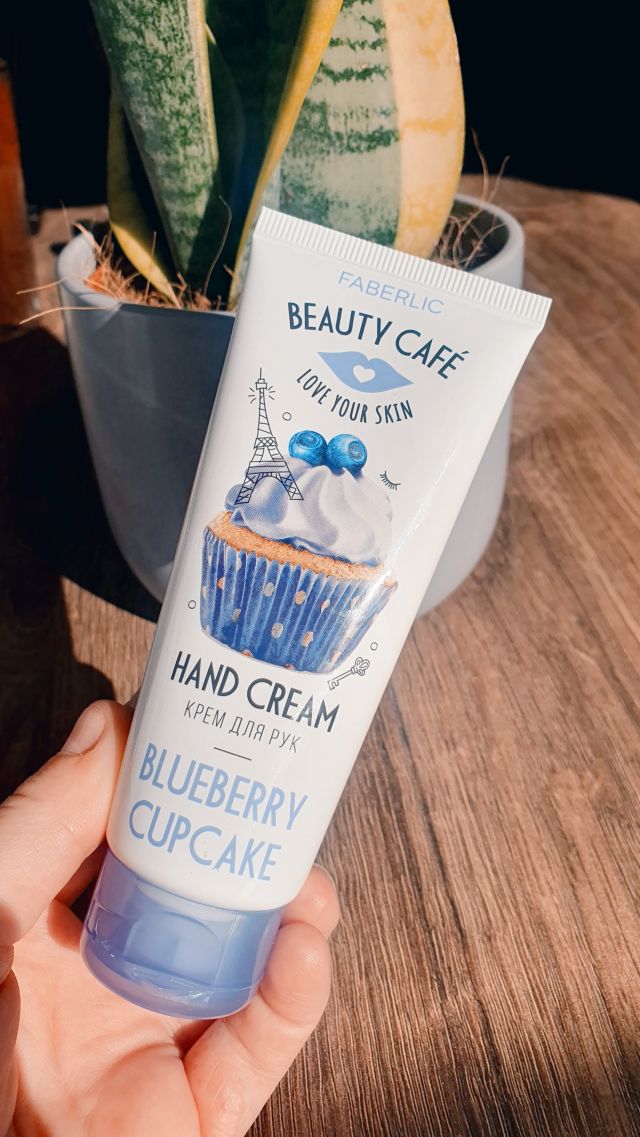 FABERLIC
BEAUTY CAFÉ
LOVE YOUR SKIN
HAND CREAM
КРЕМ ДЛЯ РУК
BLUEBERRY
CUPCAKE